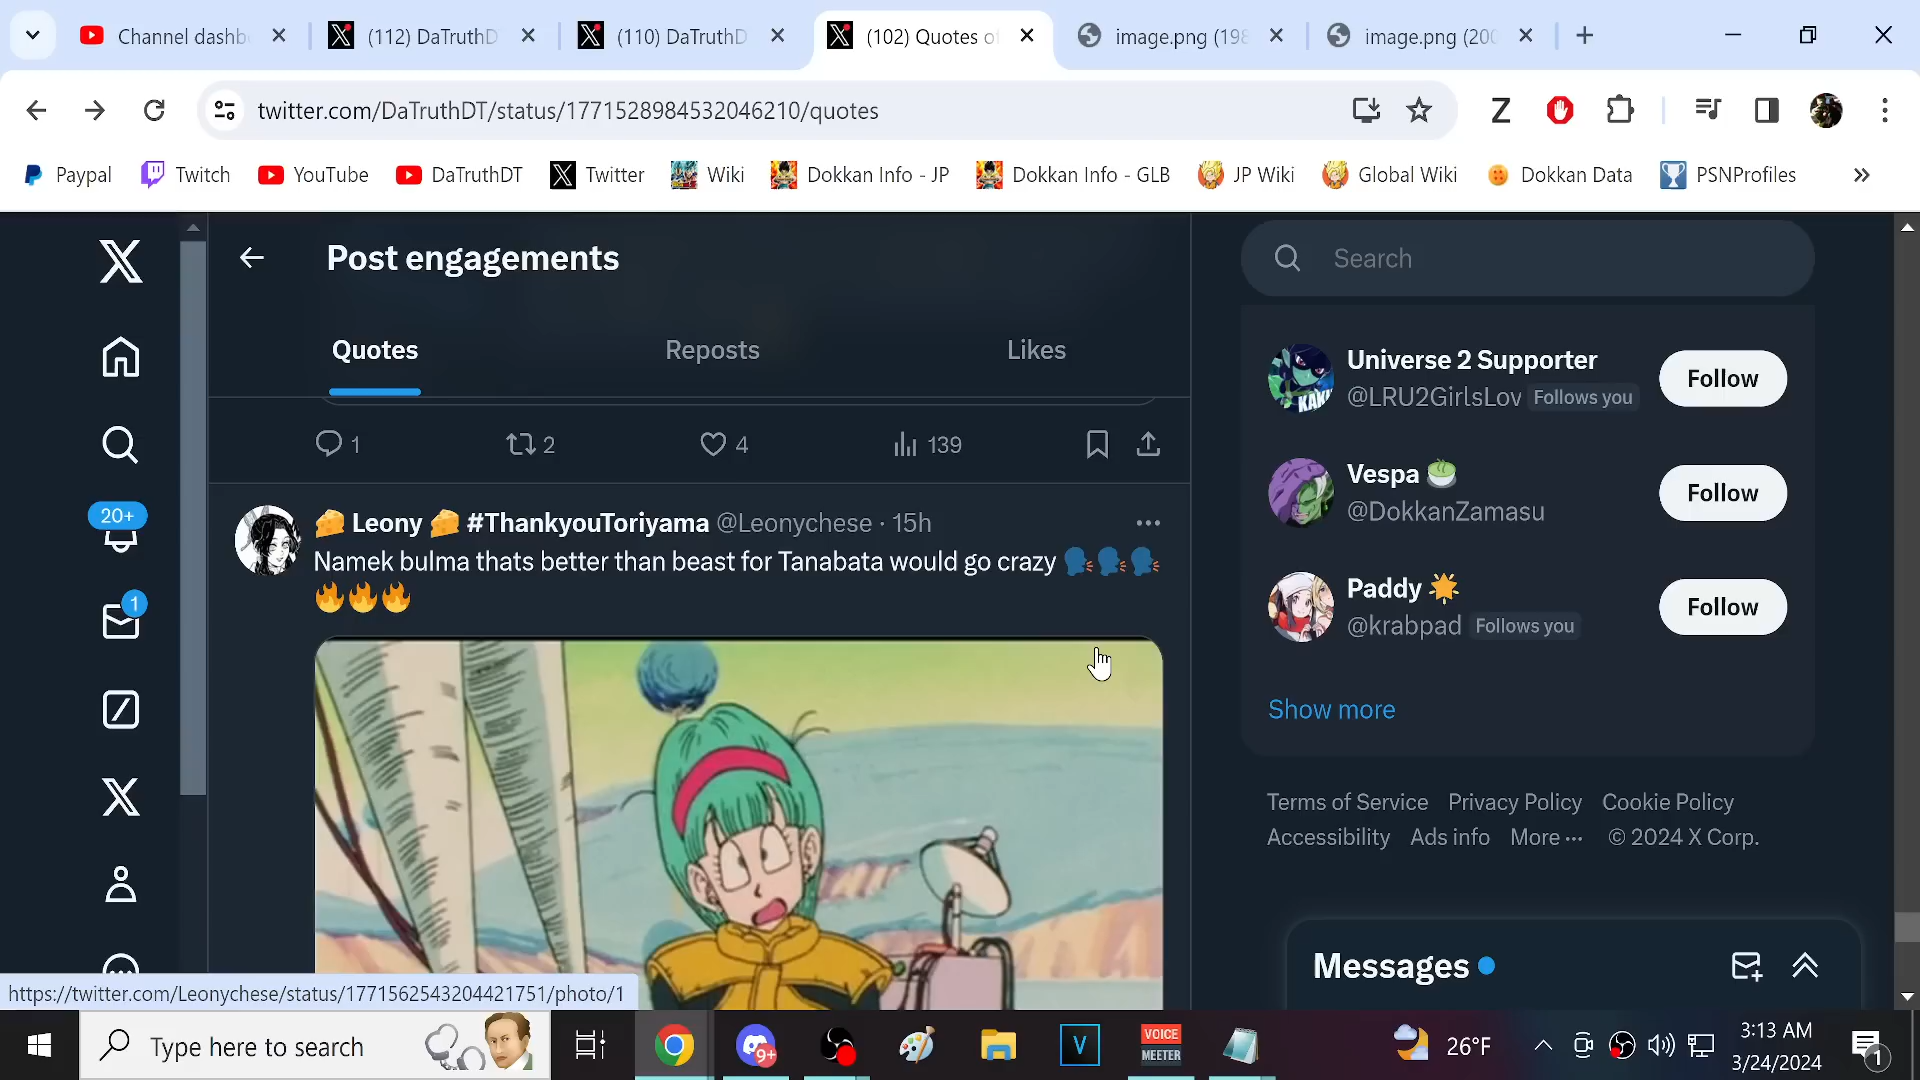 Channel dashb
(112) DaTruthD
(110) DaTruthD
(102) Quotes o
image.png (198
image.png (200
twitter.com/DaTruthDT/status/1771528984532046210/quotes
Z
Paypal
Twitch
YouTube
DaTruthDT
Twitter
Wiki
Dokkan Info - JP
Dokkan Info - GLB
JP Wiki
Global Wiki
Dokkan Data
PSNProfiles
»
Post engagements
Search
Quotes
Reposts
Likes
1
2
4
139
20+
1
Leony #ThankyouToriyama @Leonychese · 15h
Namek bulma thats better than beast for Tanabata would go crazy
Universe 2 Supporter
@LRU2GirlsLov Follows you
Follow
Vespa
@DokkanZamasu
Follow
Paddy
@krabpad Follows you
Follow
Show more
Terms of Service Privacy Policy Cookie Policy
Accessibility Ads info More ··· © 2024 X Corp.
Messages
https://twitter.com/Leonychese/status/1771562543204421751/photo/1
Type here to search
9+
V
VOICE
MEETER
26°F
3:13 AM
3/24/2024
1